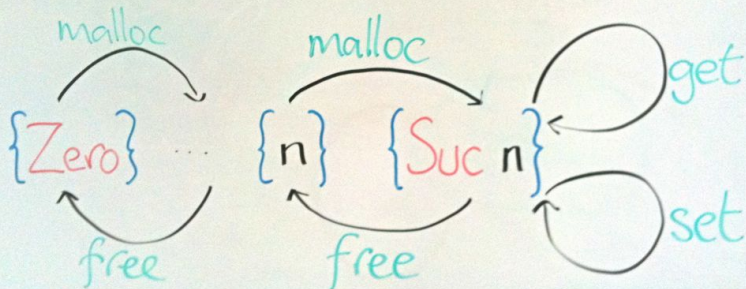 malloc malloc
get
{Zero} ... {n} {Suc n}
set
free free